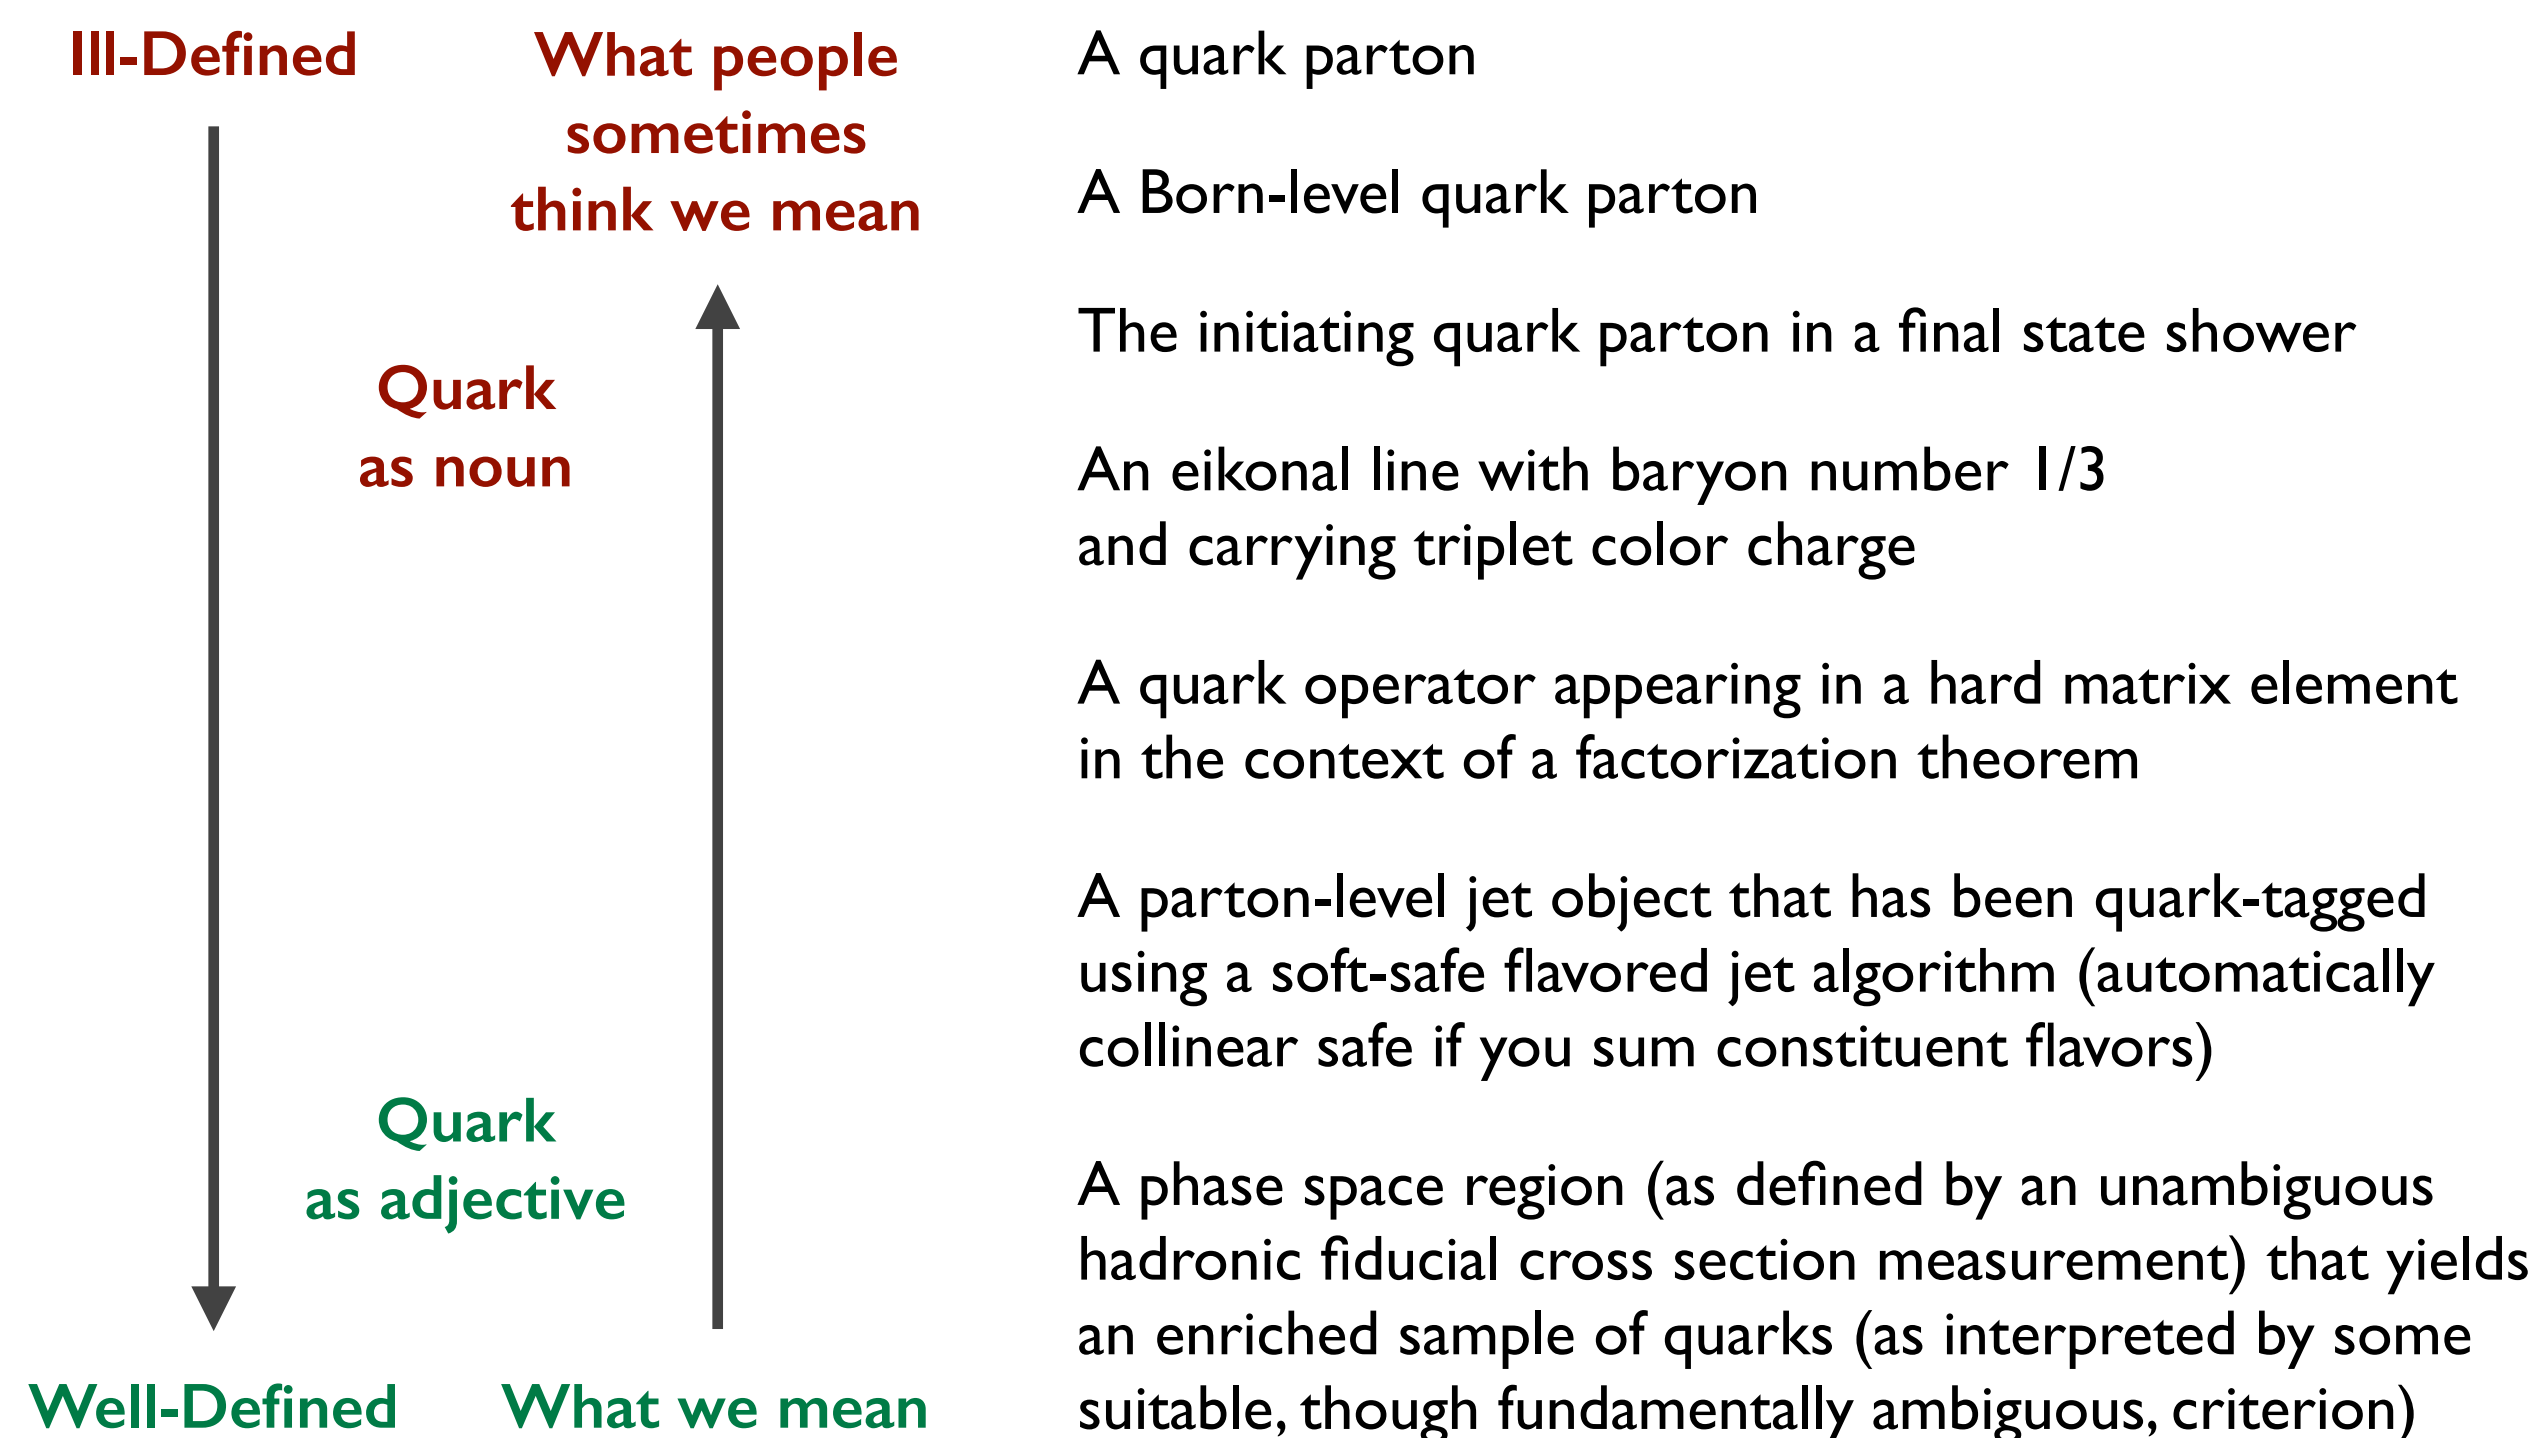 Ill-Defined
What people
sometimes
think we mean
Quark
as noun
Quark
as adjective
Well-Defined
What we mean
A quark parton
A Born-level quark parton
The initiating quark parton in a final state shower
An eikonal line with baryon number 1/3
and carrying triplet color charge
A quark operator appearing in a hard matrix element
in the context of a factorization theorem
A parton-level jet object that has been quark-tagged
using a soft-safe flavored jet algorithm (automatically
collinear safe if you sum constituent flavors)
A phase space region (as defined by an unambiguous
hadronic fiducial cross section measurement) that yields
an enriched sample of quarks (as interpreted by some
suitable, though fundamentally ambiguous, criterion)